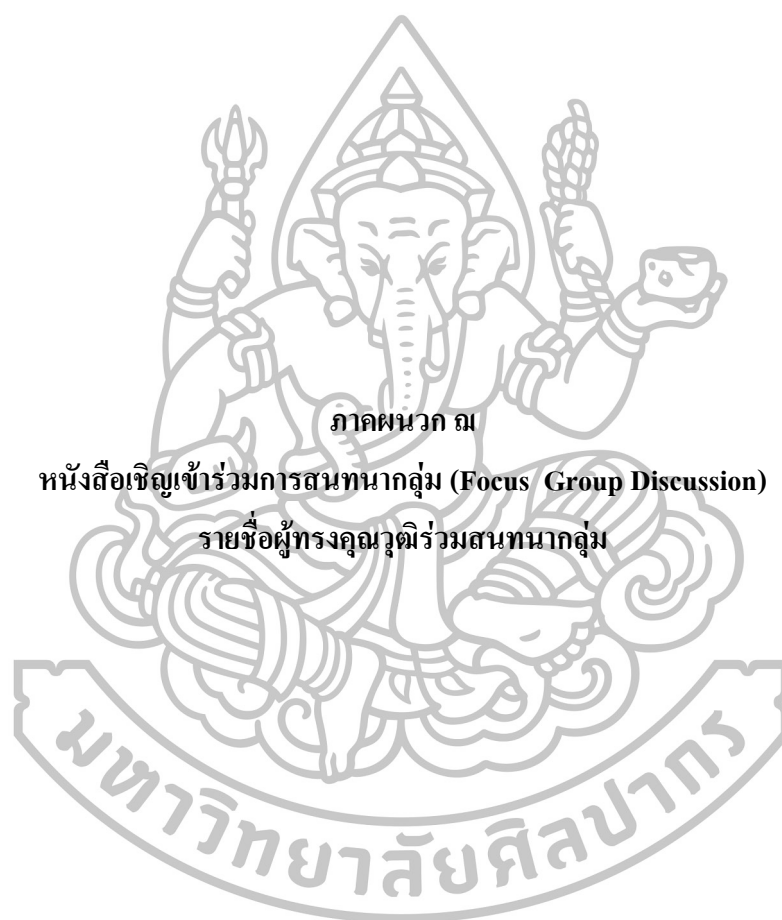 ภาคผนวก ฌ
หนังสือเชิญเข้าร่วมการสนทนากลุ่ม (Focus Group Discussion)
รายชื่อผู้ทรงคุณวุฒิร่วมสนทนากลุ่ม
มหาวิทยาลัยศิลปากร